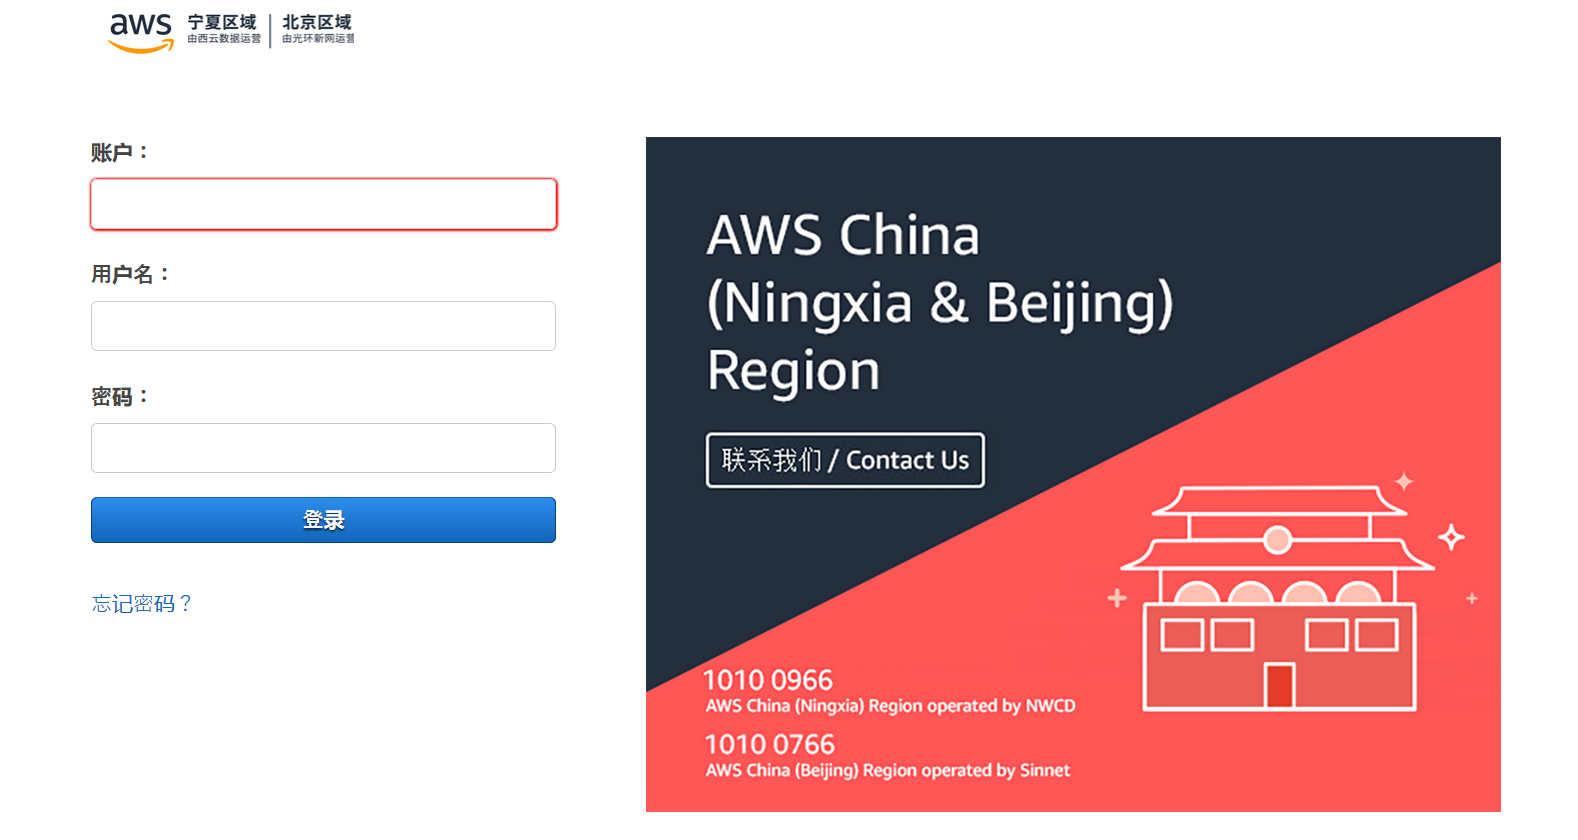 aws
宁夏区域
由西云数据运营
北京区域
由光环新网运营
账户：
用户名：
密码：
登录
忘记密码？
AWS China
(Ningxia & Beijing)
Region
联系我们 / Contact Us
1010 0966
AWS China (Ningxia) Region operated by NWCD
1010 0766
AWS China (Beijing) Region operated by Sinnet